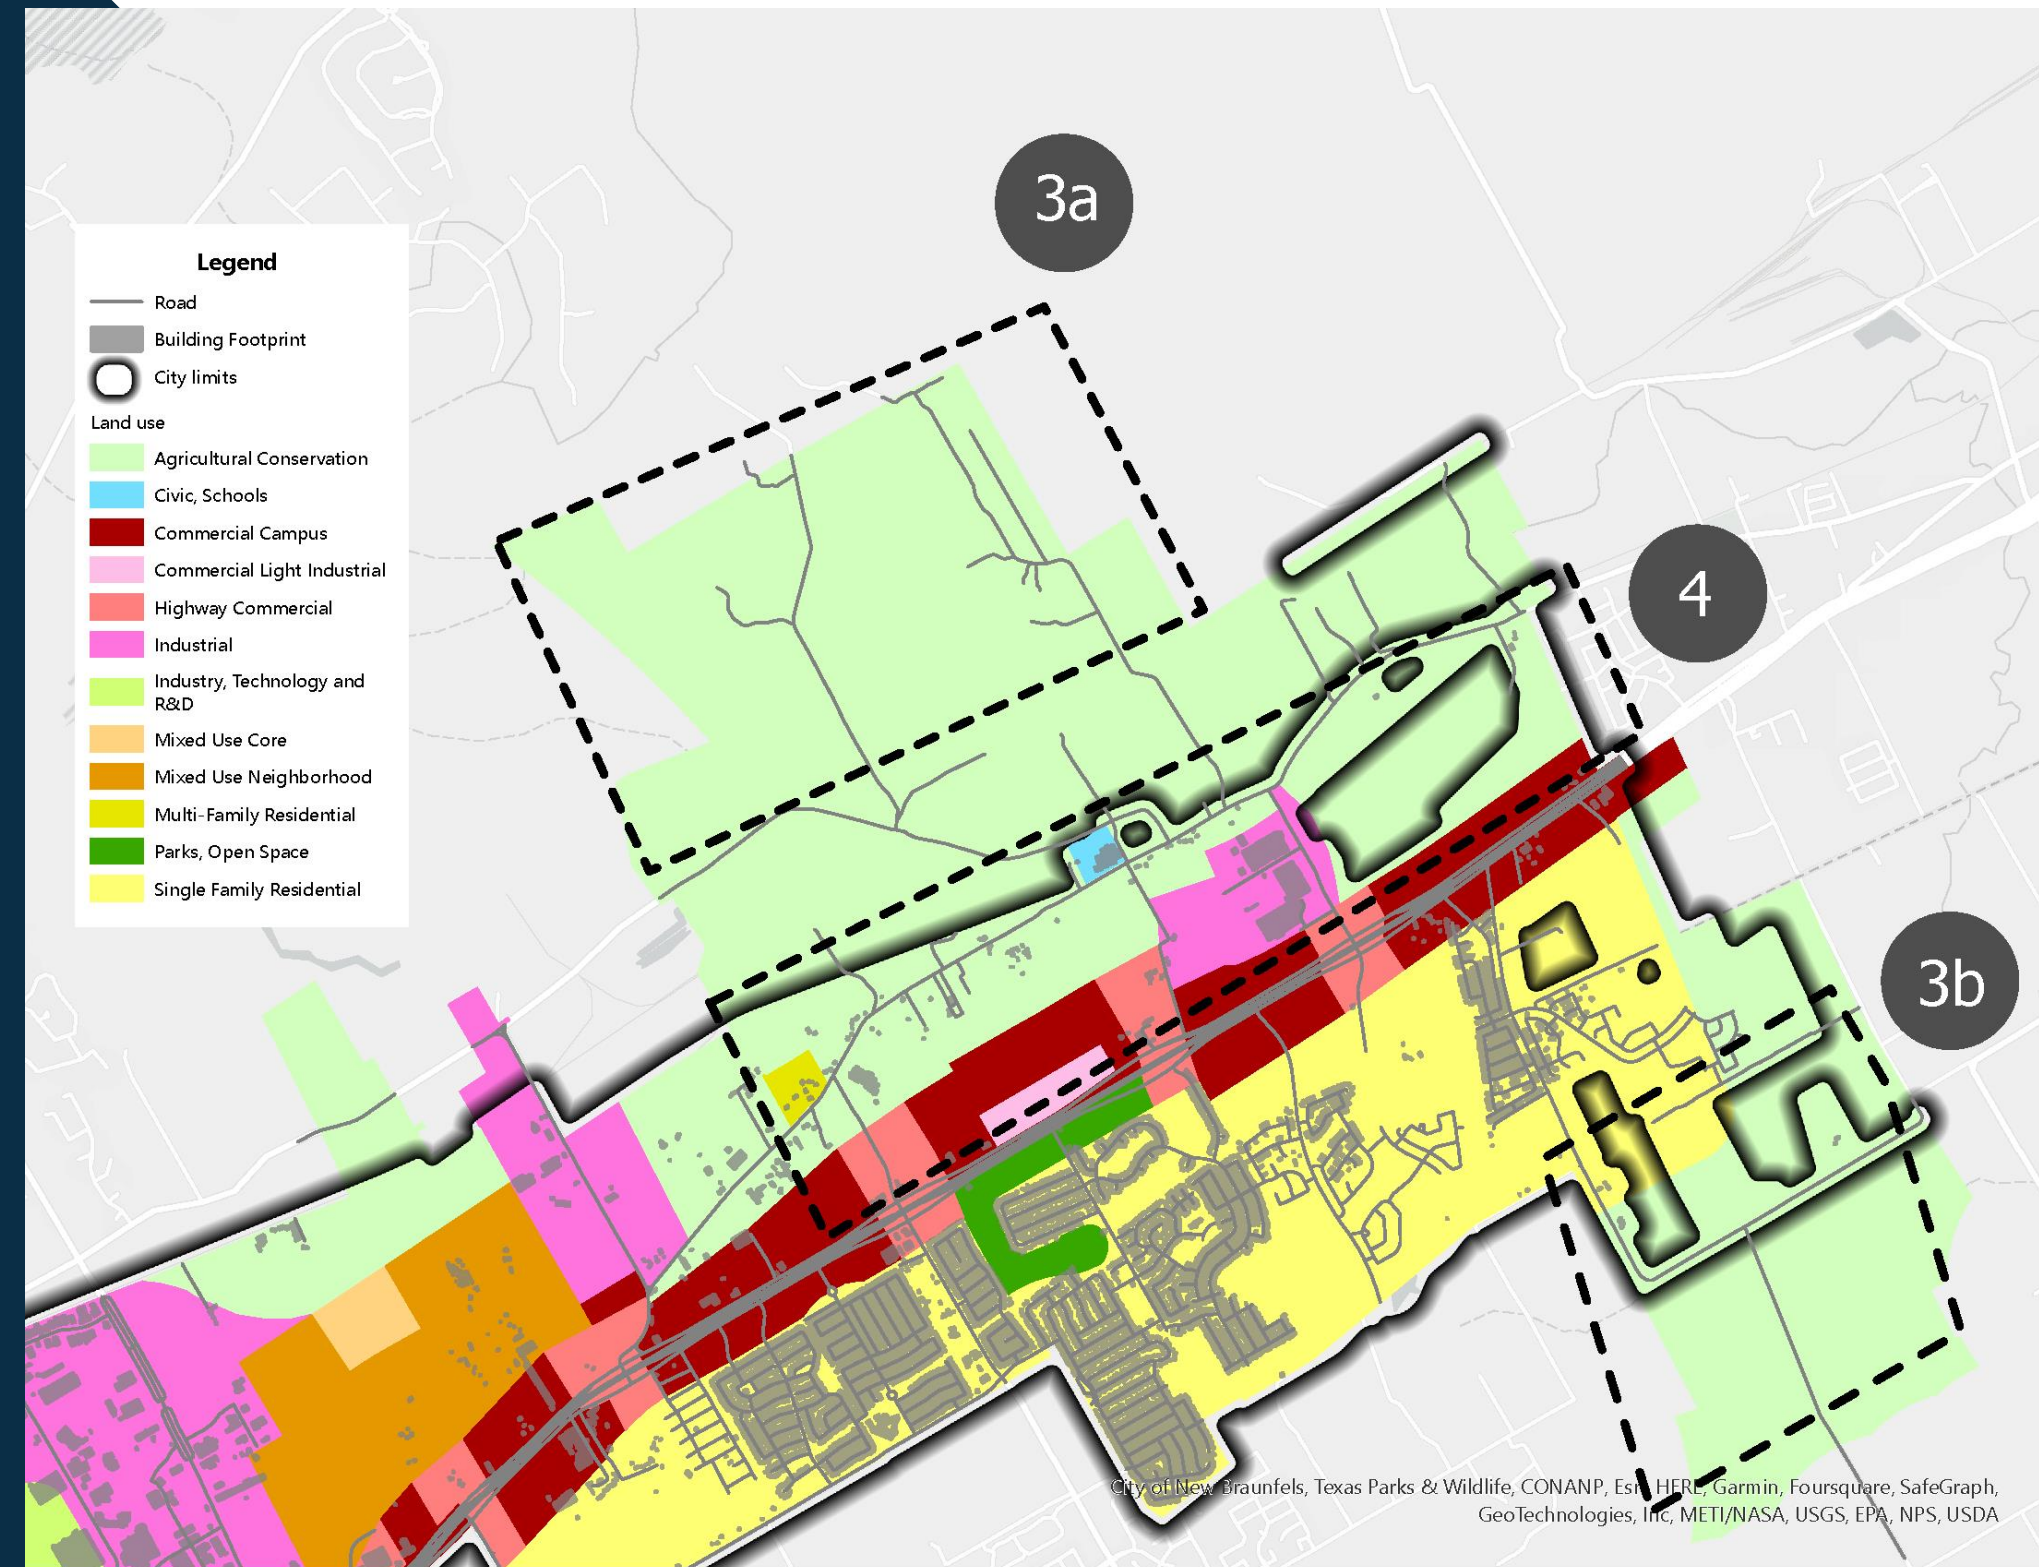 3a
Legend
Road
Building Footprint
City limits
Land use
Agricultural Conservation
Civic, Schools
Commercial Campus
Commercial Light Industrial
Highway Commercial
Industrial
Industry, Technology and
R&D
Mixed Use Core
Mixed Use Neighborhood
Multi-Family Residential
Parks, Open Space
Single Family Residential
4
3b
City of New Braunfels, Texas Parks & Wildlife, CONANP, Esri, HERE, Garmin, Foursquare, SafeGraph,
GeoTechnologies, Inc, METI/NASA, USGS, EPA, NPS, USDA